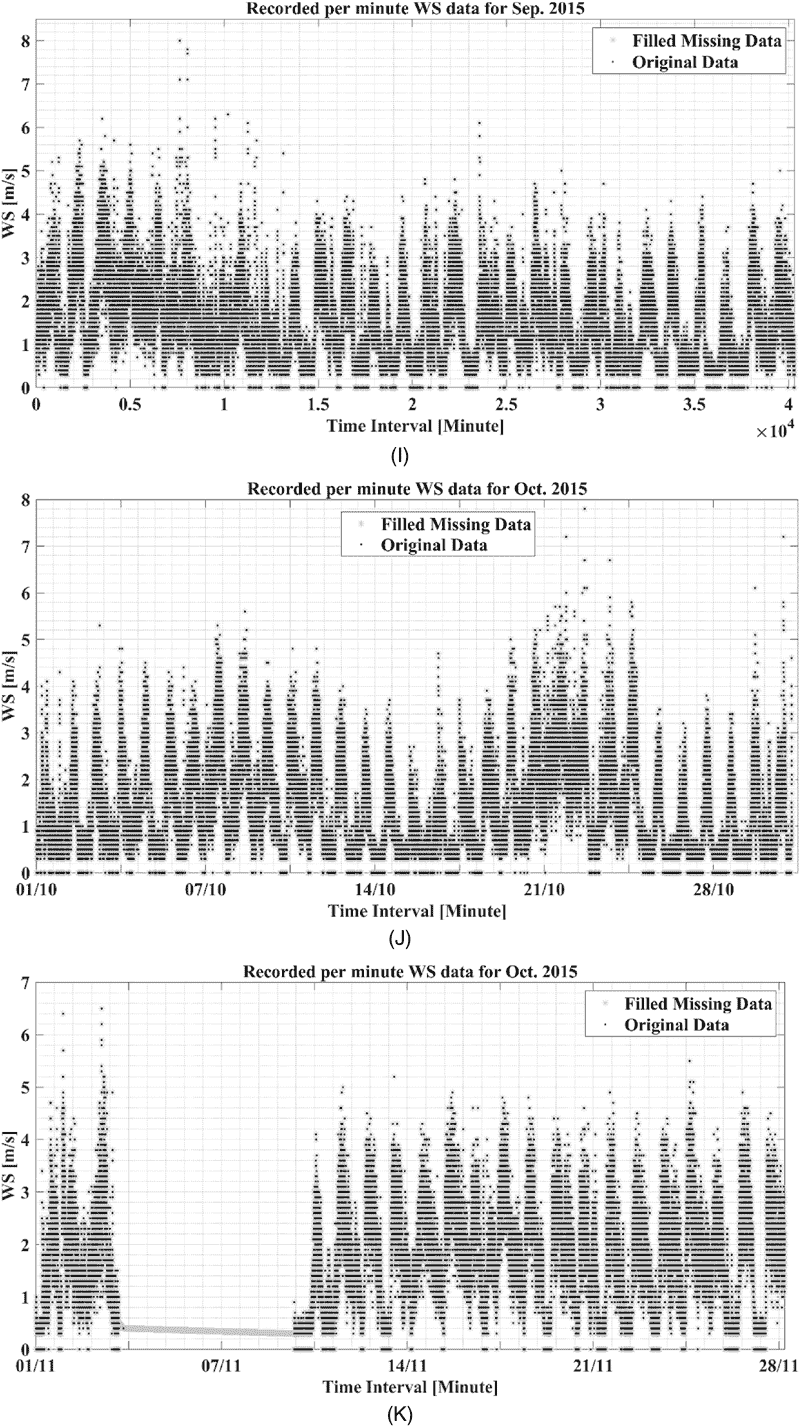 Recorded per minute WS data for Sep. 2015
Filled Missing Data
Original Data
8
7
6
5
4
3
2
1
0
WS [m/s]
0 0.5 1 1.5 2 2.5 3 3.5 4
Time Interval [Minute]
×10⁴
(I)
Recorded per minute WS data for Oct. 2015
Filled Missing Data
Original Data
8
7
6
5
4
3
2
1
0
WS [m/s]
01/10 07/10 14/10 21/10 28/10
Time Interval [Minute]
(J)
Recorded per minute WS data for Oct. 2015
Filled Missing Data
Original Data
7
6
5
4
3
2
1
0
WS [m/s]
01/11 07/11 14/11 21/11 28/11
Time Interval [Minute]
(K)